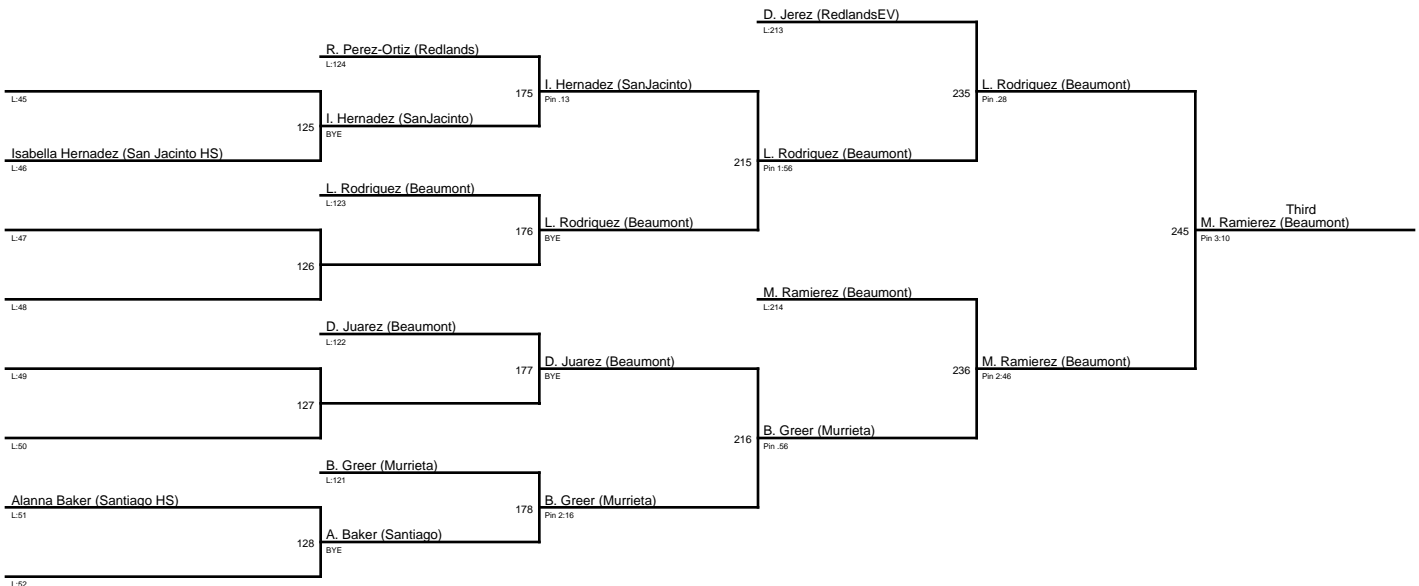 D. Jerez (RedlandsEV)
L:213
R. Perez-Ortiz (Redlands)
L:124
175
I. Hernadez (SanJacinto)
Pin .13
235
L. Rodriquez (Beaumont)
Pin .28
L:45
125
I. Hernadez (SanJacinto)
BYE
Isabella Hernadez (San Jacinto HS)
L:46
215
L. Rodriquez (Beaumont)
Pin 1:56
L. Rodriquez (Beaumont)
L:123
176
L. Rodriquez (Beaumont)
BYE
L:47
126
L:48
Third
245
M. Ramierez (Beaumont)
Pin 3:10
M. Ramierez (Beaumont)
L:214
D. Juarez (Beaumont)
L:122
177
D. Juarez (Beaumont)
BYE
236
M. Ramierez (Beaumont)
Pin 2:46
L:49
127
L:50
216
B. Greer (Murrieta)
Pin .56
B. Greer (Murrieta)
L:121
178
B. Greer (Murrieta)
Pin 2:16
Alanna Baker (Santiago HS)
L:51
128
A. Baker (Santiago)
BYE
L:52